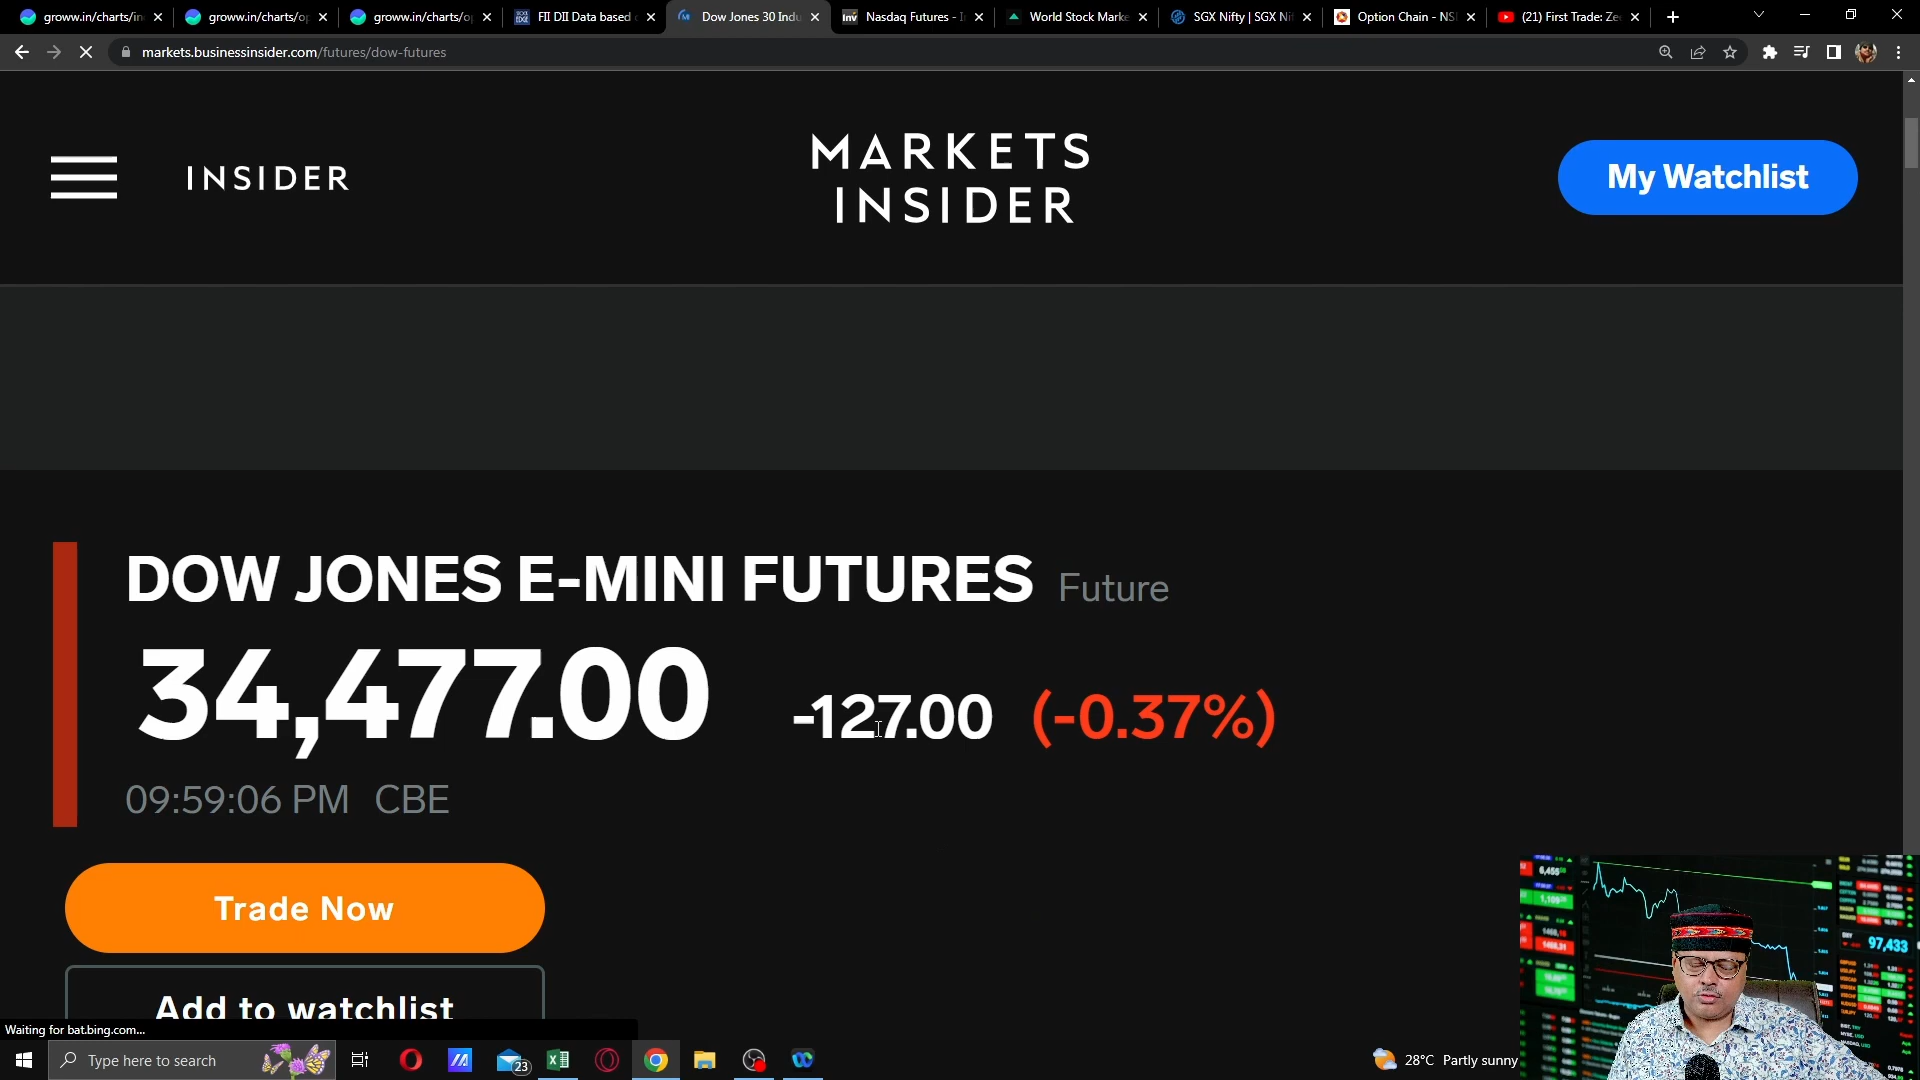 groww.in/charts/in
groww.in/charts/op
groww.in/charts/op
FII DII Data based
Dow Jones 30 Indu
Nasdaq Futures - I
World Stock Marke
SGX Nifty | SGX Nif
Option Chain - NS
(21) First Trade: Ze
markets.businessinsider.com/futures/dow-futures
INSIDER
MARKETS
INSIDER
My Watchlist
DOW JONES E-MINI FUTURES Future
34,477.00 -127.00 (-0.37%)
09:59:06 PM CBE
Trade Now
Add to watchlist
Waiting for bat.bing.com...
Type here to search
23
28°C Partly sunny
97,433